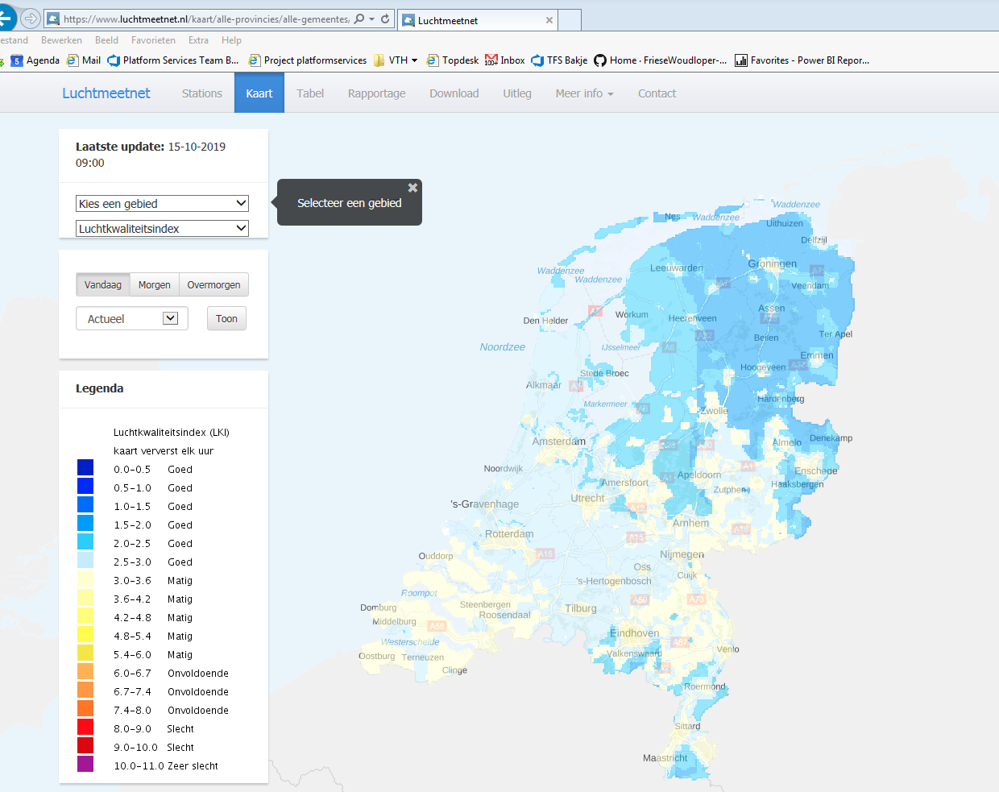 https://www.luchtmeetnet.nl/kaart/alle-provincies/alle-gemeentes,
Luchtmeetnet
Bewerken Beeld Favorieten Extra Help
Agenda Mail Platform Services Team B... Project platformservices VTH Topdesk Inbox TFS Bakje Home · FrieseWoudloper-... Favorites - Power BI Repor...
Luchtmeetnet Stations Kaart Tabel Rapportage Download Uitleg Meer info Contact
Laatste update: 15-10-2019
09:00
Selecteer een gebied
Kies een gebied
Luchtkwaliteitsindex
Vandaag Morgen Overmorgen
Actueel Toon
Legenda
Luchtkwaliteitsindex (LKI)
kaart ververst elk uur
0.0-0.5 Goed
0.5-1.0 Goed
1.0-1.5 Goed
1.5-2.0 Goed
2.0-2.5 Goed
2.5-3.0 Goed
3.0-3.6 Matig
3.6-4.2 Matig
4.2-4.8 Matig
4.8-5.4 Matig
5.4-6.0 Matig
6.0-6.7 Onvoldoende
6.7-7.4 Onvoldoende
7.4-8.0 Onvoldoende
8.0-9.0 Slecht
9.0-10.0 Slecht
10.0-11.0 Zeer slecht
Waddenzee
Nes Waddenzee
Uithuizen
Delfzijl
Groningen
Leeuwarden
Waddenzee
Waddenzee
Veendam
Assen
Workum
Heerenveen
Den Helder
Beilen
Ter Apel
Noordzee
IJsselmeer
Emmen
Hoogeveen
Stede Broec
Alkmaar
Hardenberg
Markermeer
Zwolle
Denekamp
Amsterdam
Almelo
Noordwijk
Enschede
Apeldoorn
Amersfoort
Haaksbergen
Zutphen
Utrecht
's-Gravenhage
Arnhem
Rotterdam
A15
A15
Ouddorp
Nijmegen
Oss
Cuijk
's-Hertogenbosch
Roompot
A50
A73
Steenbergen
Domburg
Tilburg
Roosendaal
Middelburg
A58
Eindhoven
Westerschelde
Venlo
Oostburg Terneuzen
Valkenswaard
Clinge
Roermond
Sittard
Maastricht